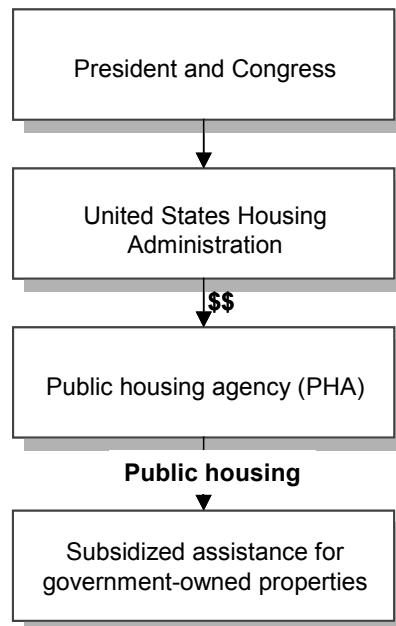 President and Congress
United States Housing
Administration
$$
Public housing agency (PHA)
Public housing
Subsidized assistance for
government-owned properties